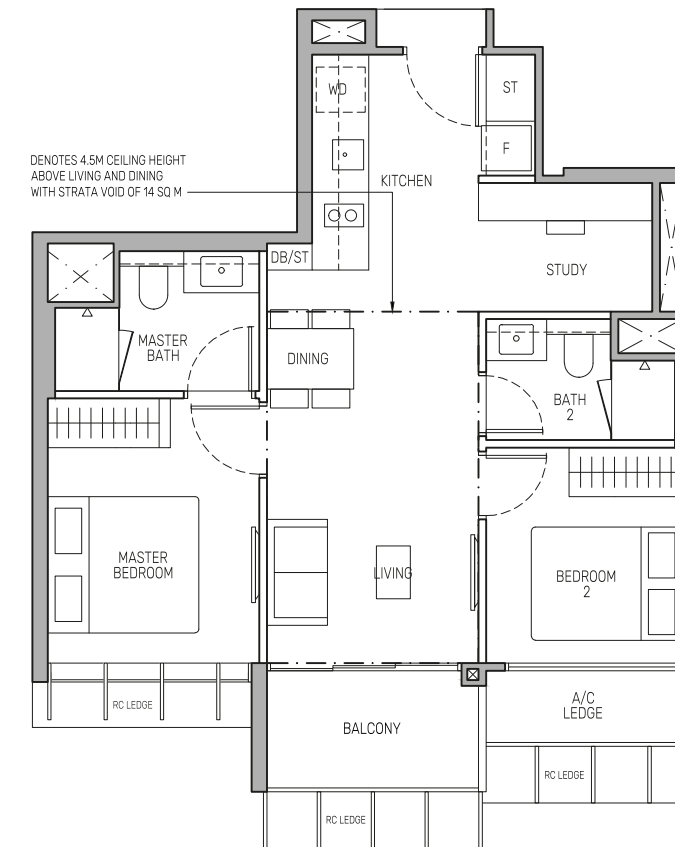 WD
ST
F
DENOTES 4.5M CEILING HEIGHT
ABOVE LIVING AND DINING
WITH STRATA VOID OF 14 SQ M
KITCHEN
DB/ST
STUDY
MASTER
BATH
DINING
BATH
2
MASTER
BEDROOM
LIVING
BEDROOM
2
RC LEDGE
BALCONY
A/C
LEDGE
RC LEDGE
RC LEDGE